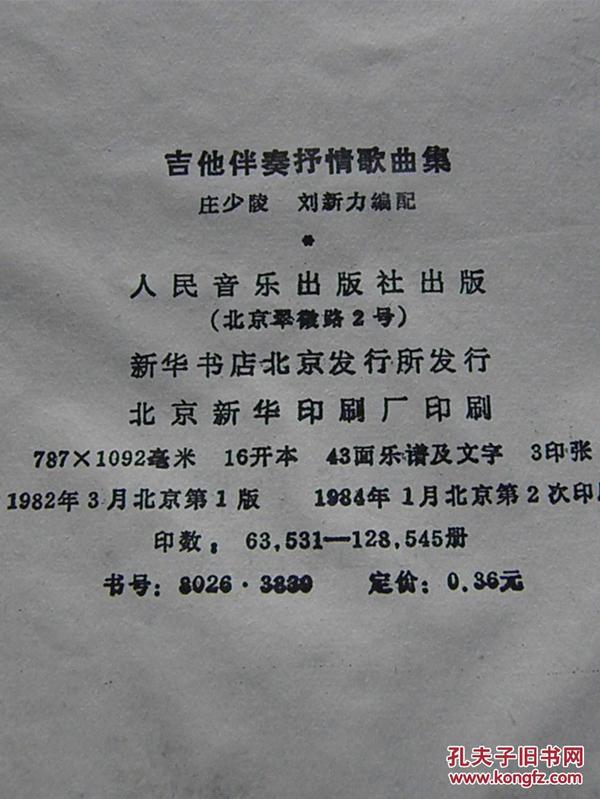 吉他伴奏抒情歌曲集
庄少陵 刘新力编配
*
人民音乐出版社出版
(北京翠微路2号)
新华书店北京发行所发行
北京新华印刷厂印刷
787×1092毫米 16开本 43面乐谱及文字 3印张
1982年3月北京第1版 1984年1月北京第2次印
印数：63,531—128,545册
书号：8026·3839 定价：0.36元
孔夫子旧书网
www.kongfz.com